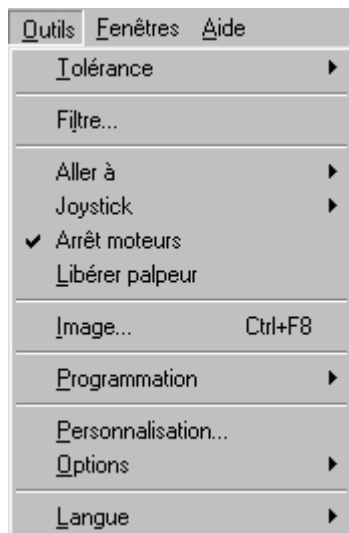 Outils Fenêtres Aide
Tolérance
Filtre...
Aller à
Joystick
Arrêt moteurs
Libérer palpeur
Image... Ctrl+F8
Programmation
Personnalisation...
Options
Langue